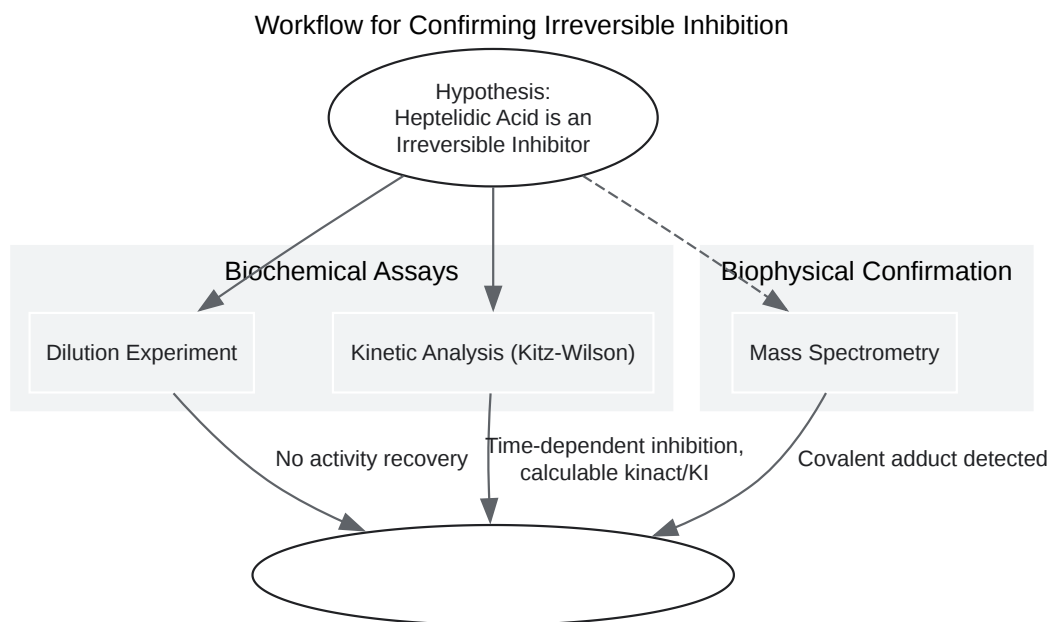 Workflow for Confirming Irreversible Inhibition
Hypothesis:
Heptelidic Acid is an
Irreversible Inhibitor
Biochemical Assays
Biophysical Confirmation
Dilution Experiment
Kinetic Analysis (Kitz-Wilson)
Mass Spectrometry
No activity recovery
Time-dependent inhibition,
calculable kinact/KI
Covalent adduct detected